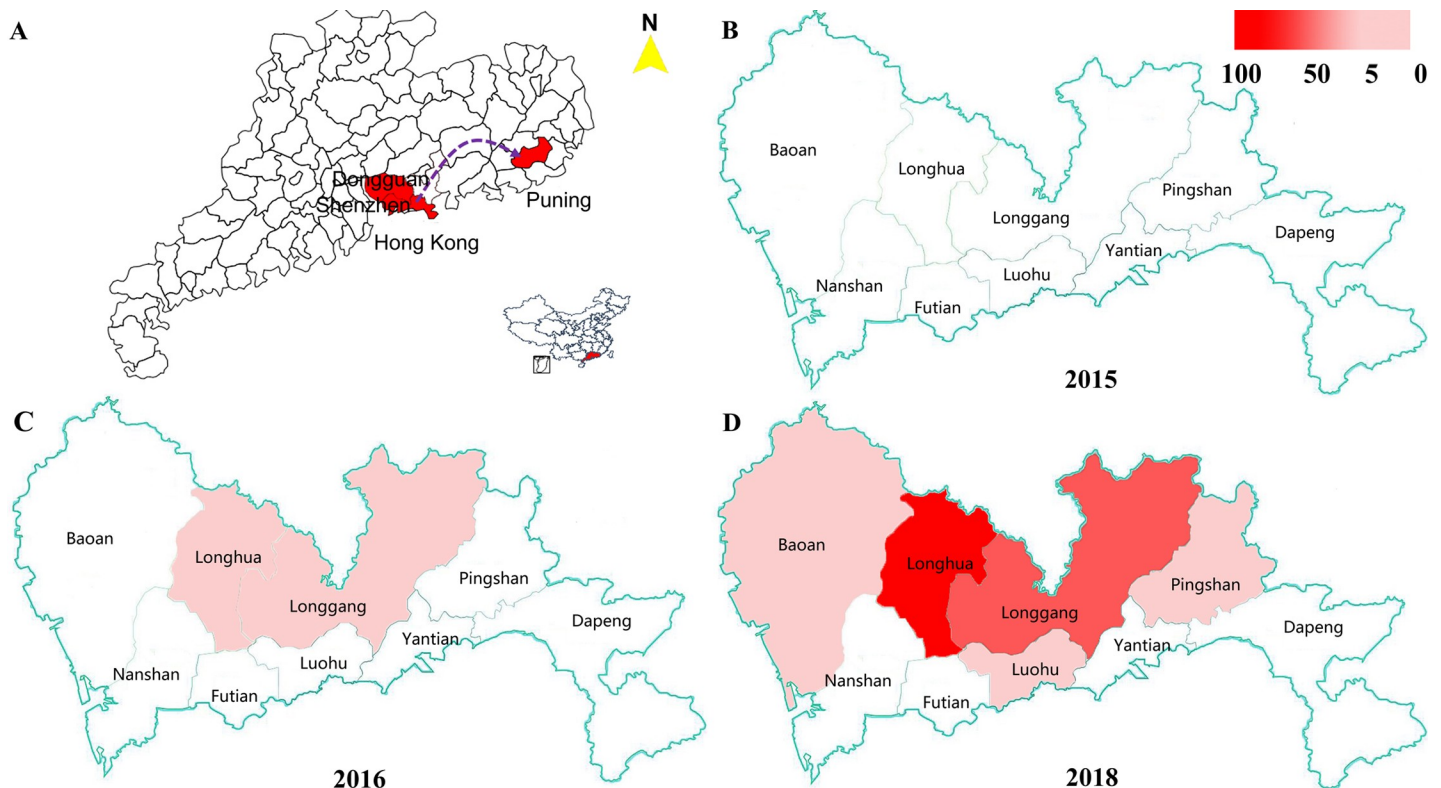 A
N
Dongguan
Shenzhen
Hong Kong
Puning
B
100 50 5 0
Baoan
Longhua
Pingshan
Longgang
Dapeng
Yantian
Luohu
Nanshan
Futian
2015
C
Baoan
Longhua
Pingshan
Longgang
Dapeng
Yantian
Luohu
Nanshan
Futian
2016
D
Baoan
Longhua
Pingshan
Longgang
Dapeng
Yantian
Luohu
Nanshan
Futian
2018